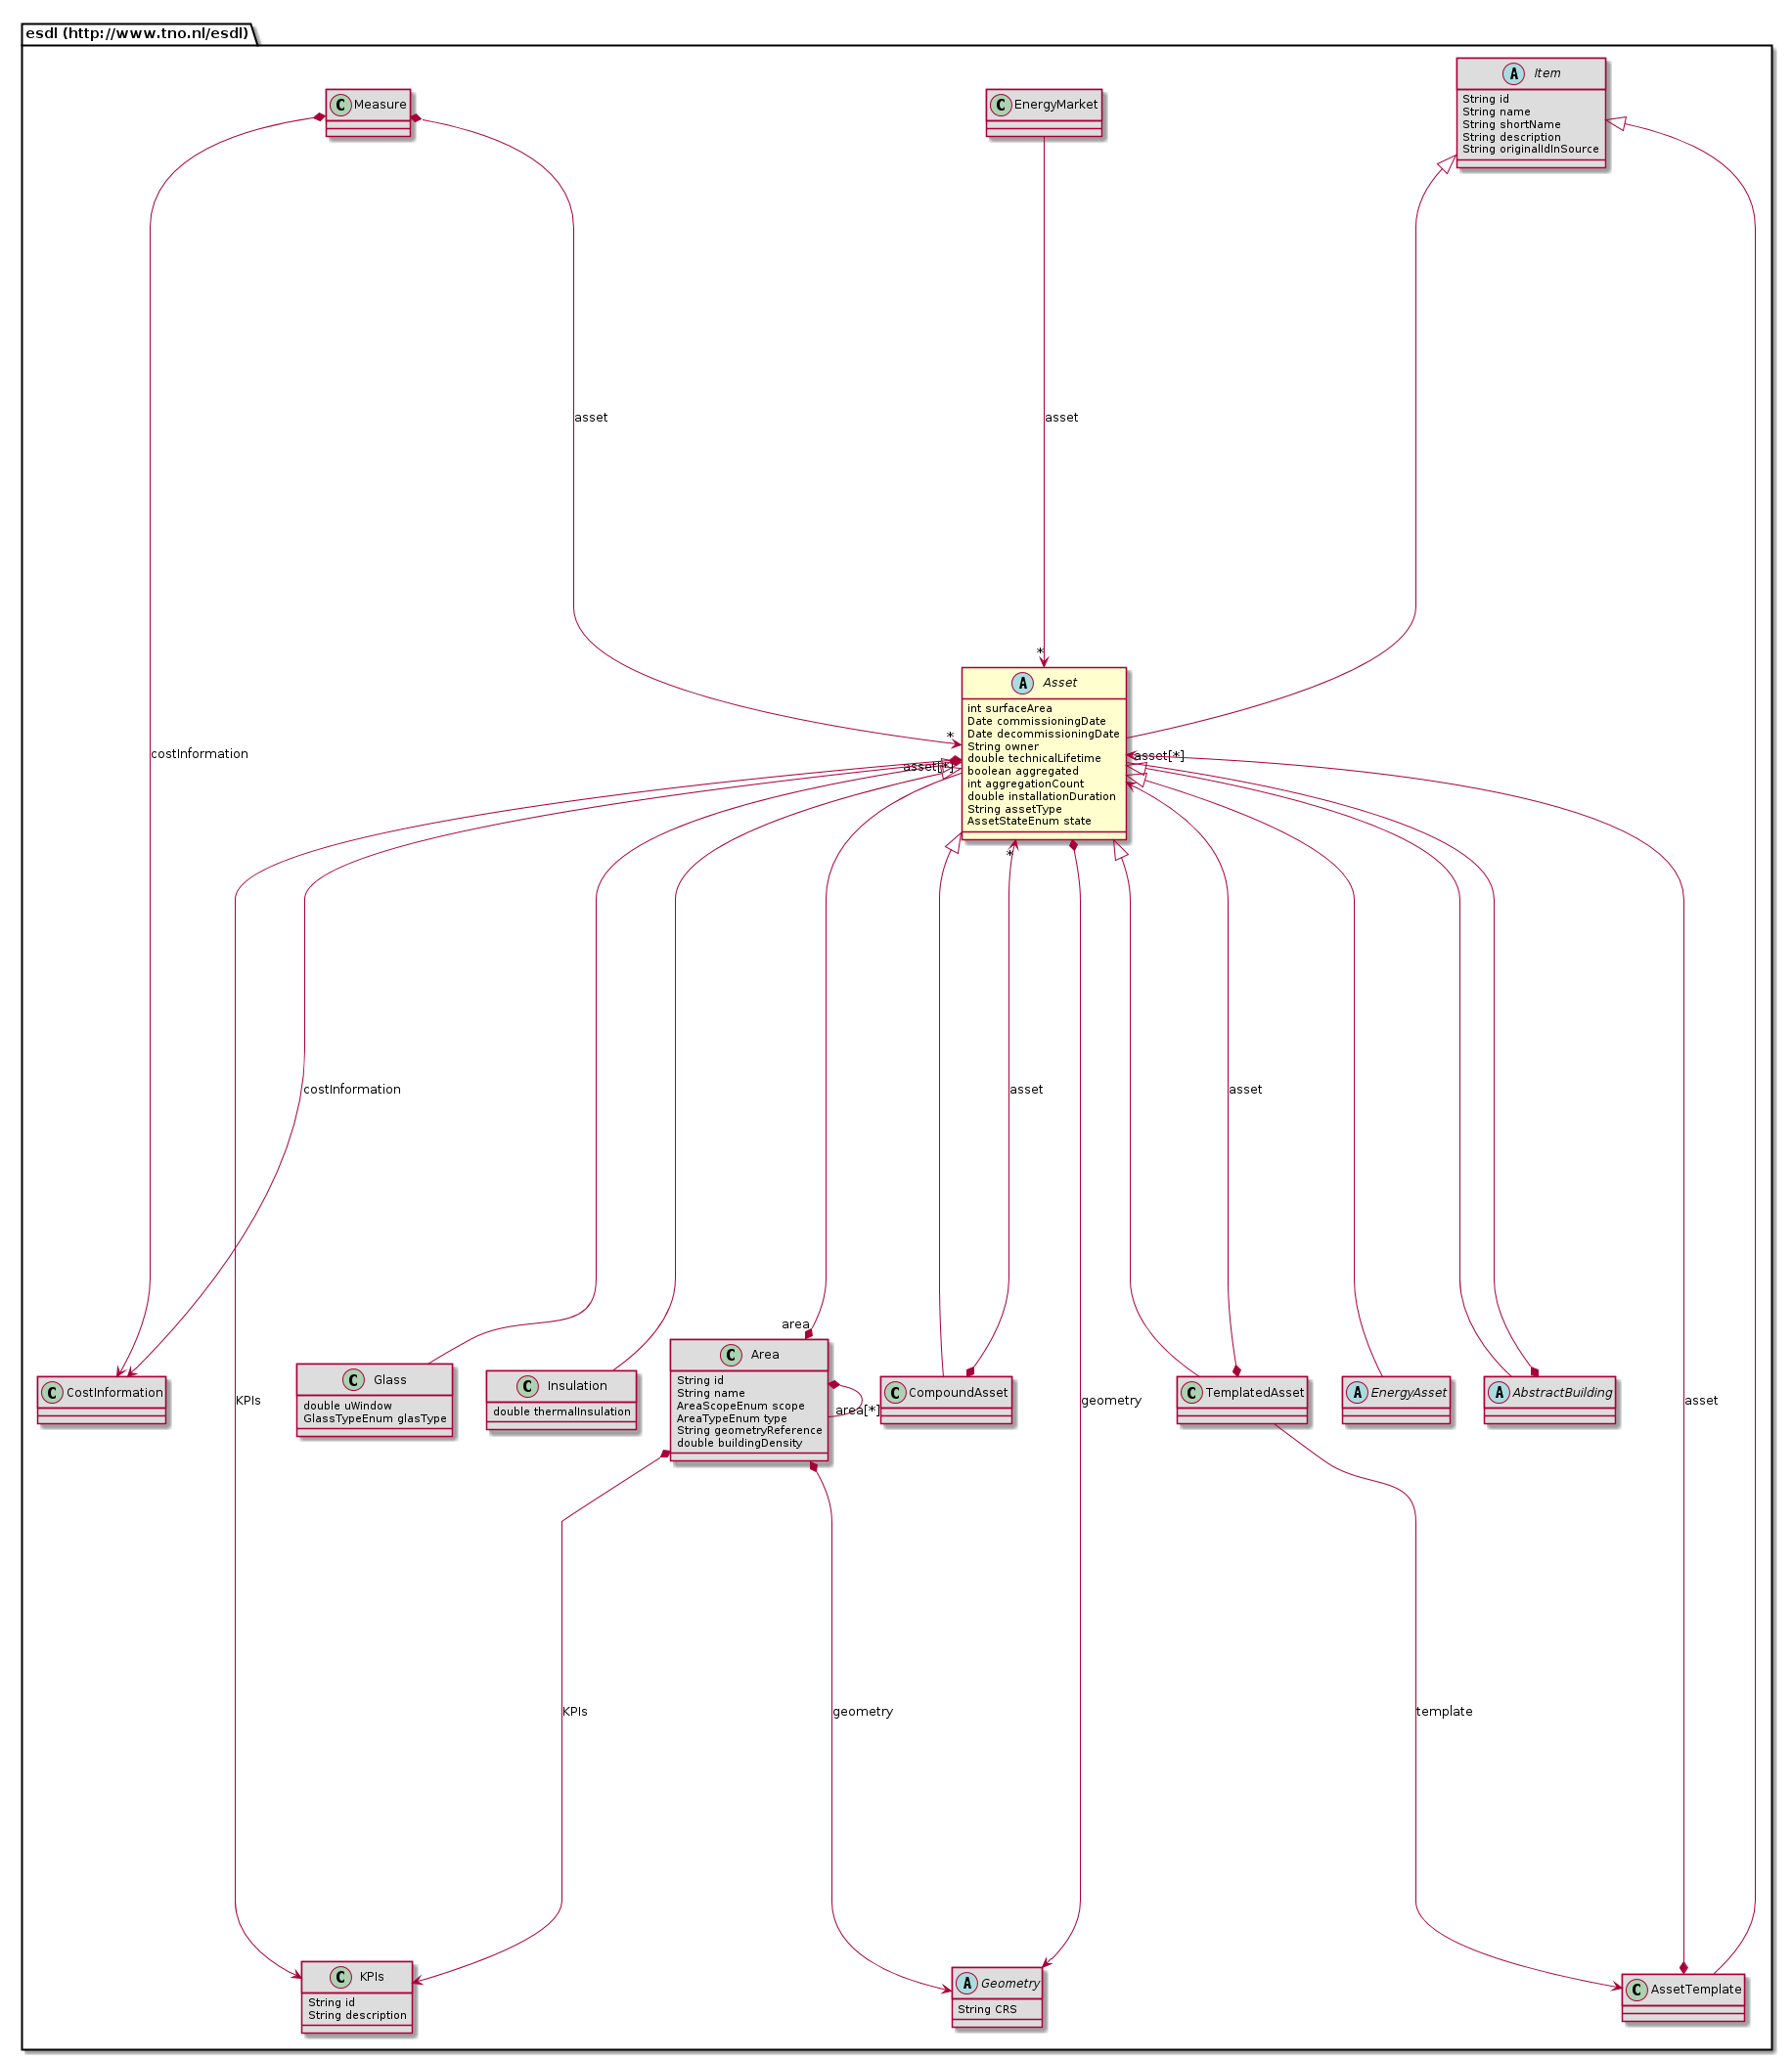 esdl (http://www.tno.nl/esdl)
A Item
String id
String name
String shortName
String description
String originalIdInSource
C Measure
C EnergyMarket
asset
asset
*
costInformation
*
A Asset
int surfaceArea
Date commissioningDate
Date decommissioningDate
String owner
double technicalLifetime
boolean aggregated
int aggregationCount
double installationDuration
String assetType
AssetStateEnum state
asset[*]
asset[*]
*
costInformation
asset
asset
area
C CostInformation
C Glass
double uWindow
GlassTypeEnum glasType
C Insulation
double thermalInsulation
C Area
String id
String name
AreaScopeEnum scope
AreaTypeEnum type
String geometryReference
double buildingDensity
area[*]
C CompoundAsset
C TemplatedAsset
A EnergyAsset
A AbstractBuilding
KPIs
geometry
asset
KPIs
geometry
template
C KPIs
String id
String description
A Geometry
String CRS
C AssetTemplate